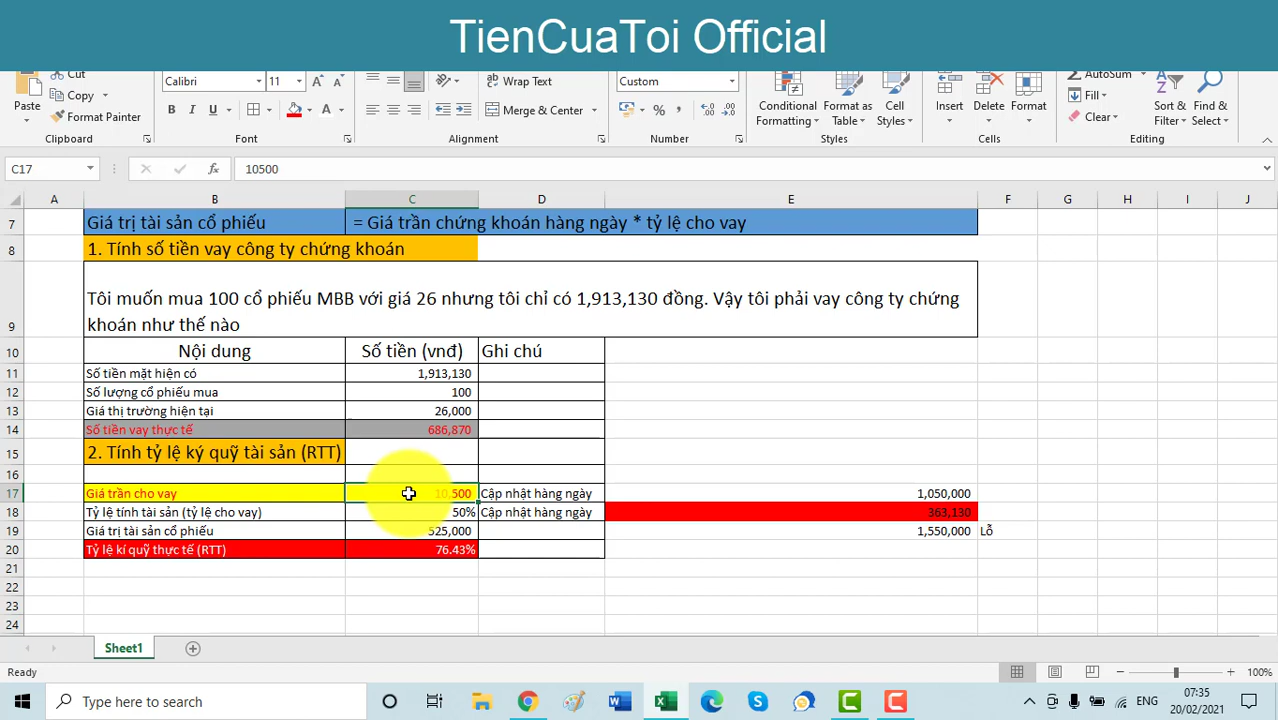 TienCuaToi Official
Cut
Copy
Format Painter
Paste
Clipboard
Calibri
11
B I U
Font
Wrap Text
Merge & Center
Alignment
Custom
Number
Conditional Formatting
Format as Table
Cell Styles
Styles
Insert
Delete
Format
Cells
AutoSum
Fill
Clear
Sort & Filter
Find & Select
Editing
C17
fx
10500
A B C D E F G H I J
7 Giá trị tài sản cổ phiếu = Giá trần chứng khoán hàng ngày * tỷ lệ cho vay
8 1. Tính số tiền vay công ty chứng khoán
Tôi muốn mua 100 cổ phiếu MBB với giá 26 nhưng tôi chỉ có 1,913,130 đồng. Vậy tôi phải vay công ty chứng
9 khoán như thế nào
10 Nội dung Số tiền (vnđ) Ghi chú
11 Số tiền mặt hiện có 1,913,130
12 Số lượng cổ phiếu mua 100
13 Giá thị trường hiện tại 26,000
14 Số tiền vay thực tế 686,870
15 2. Tính tỷ lệ ký quỹ tài sản (RTT)
16
17 Giá trần cho vay 10,500 Cập nhật hàng ngày 1,050,000
18 Tỷ lệ tính tài sản (tỷ lệ cho vay) 50% Cập nhật hàng ngày 363,130
19 Giá trị tài sản cổ phiếu 525,000 1,550,000 Lỗ
20 Tỷ lệ kí quỹ thực tế (RTT) 76.43%
21
22
23
24
Sheet1
Ready
100%
Type here to search
ENG
07:35
20/02/2021